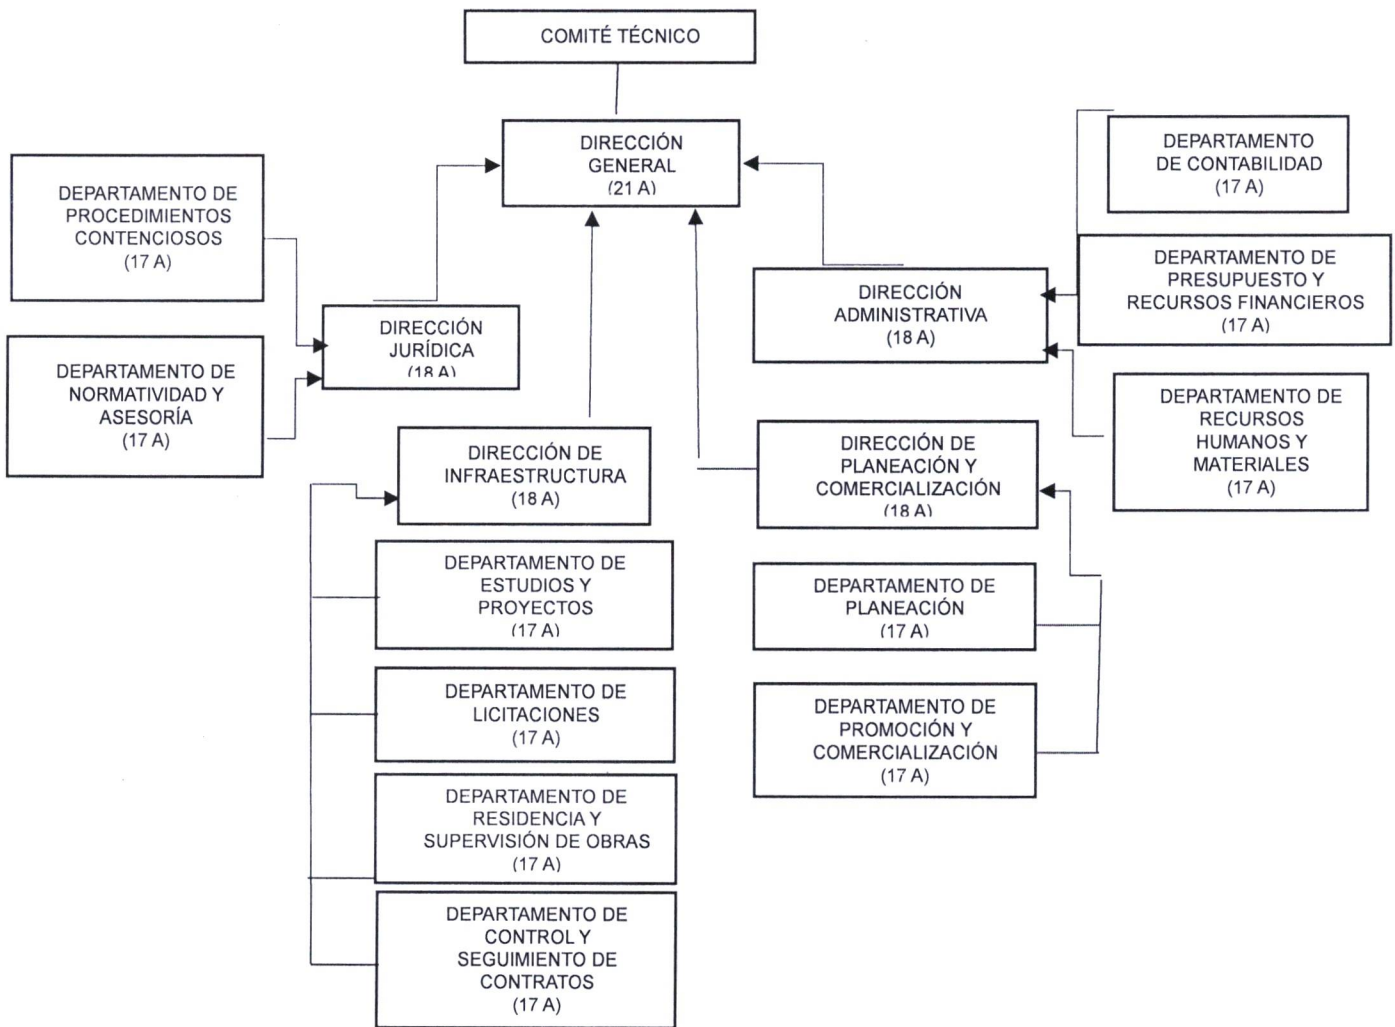 COMITÉ TÉCNICO
DIRECCIÓN
GENERAL
(21 A)
DEPARTAMENTO DE
PROCEDIMIENTOS
CONTENCIOSOS
(17 A)
DEPARTAMENTO DE
NORMATIVIDAD Y
ASESORÍA
(17 A)
DIRECCIÓN
JURÍDICA
(18 A)
DIRECCIÓN DE
INFRAESTRUCTURA
(18 A)
DEPARTAMENTO DE
ESTUDIOS Y
PROYECTOS
(17 A)
DEPARTAMENTO DE
LICITACIONES
(17 A)
DEPARTAMENTO DE
RESIDENCIA Y
SUPERVISIÓN DE OBRAS
(17 A)
DEPARTAMENTO DE
CONTROL Y
SEGUIMIENTO DE
CONTRATOS
(17 A)
DIRECCIÓN
ADMINISTRATIVA
(18 A)
DIRECCIÓN DE
PLANEACIÓN Y
COMERCIALIZACIÓN
(18 A)
DEPARTAMENTO DE
PLANEACIÓN
(17 A)
DEPARTAMENTO DE
PROMOCIÓN Y
COMERCIALIZACIÓN
(17 A)
DEPARTAMENTO
DE CONTABILIDAD
(17 A)
DEPARTAMENTO DE
PRESUPUESTO Y
RECURSOS FINANCIEROS
(17 A)
DEPARTAMENTO DE
RECURSOS
HUMANOS Y
MATERIALES
(17 A)